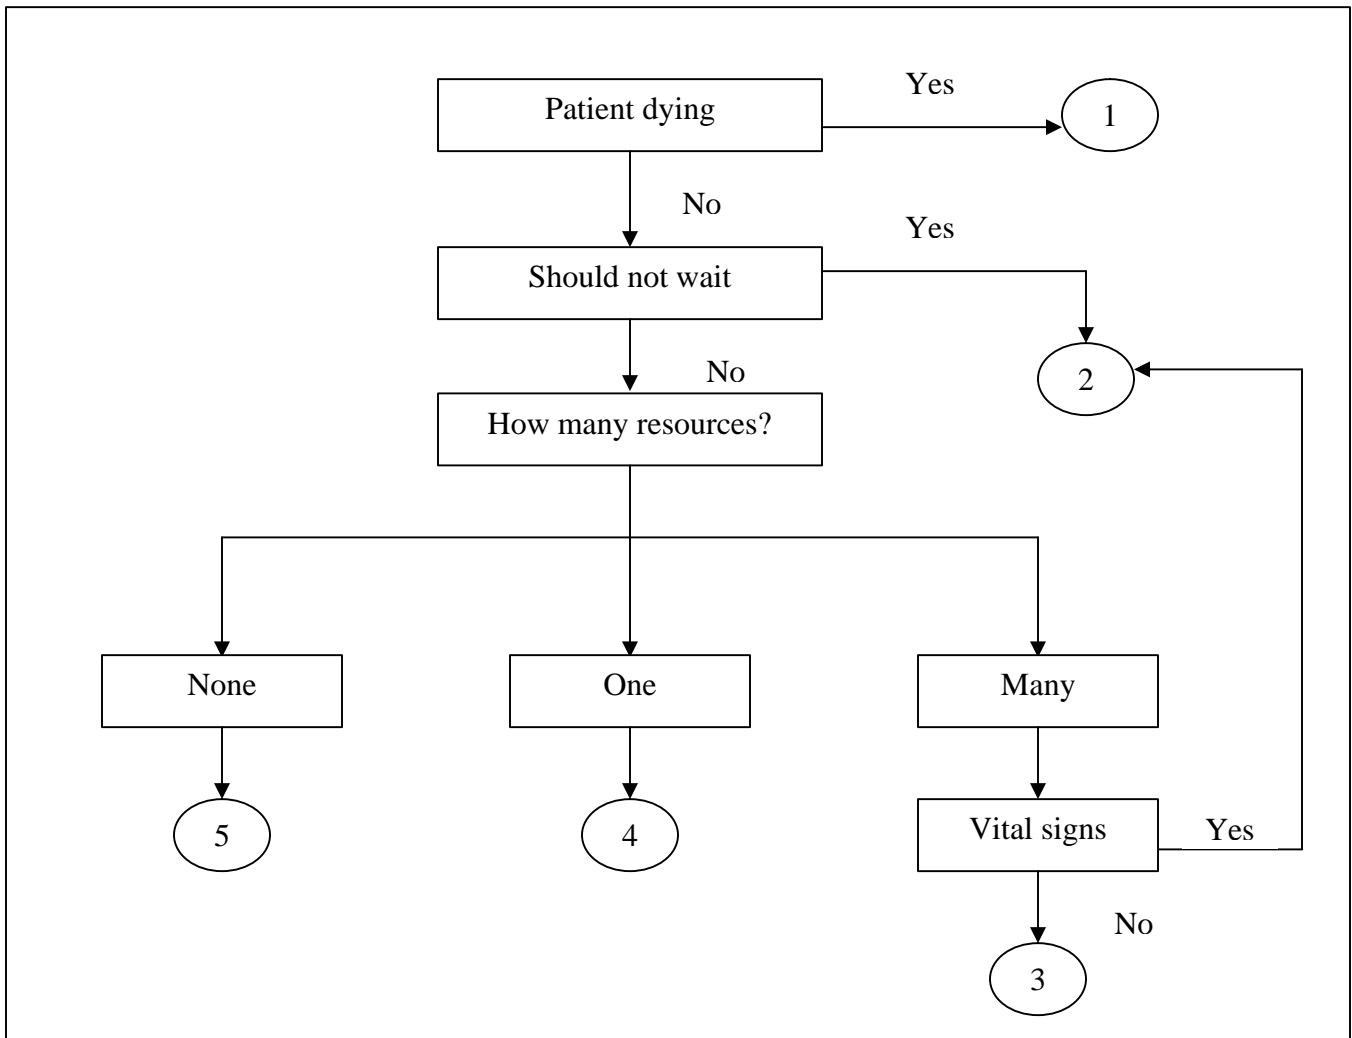 Yes
Patient dying
1
No
Yes
Should not wait
No
2
How many resources?
None
One
Many
5
4
Vital signs
Yes
No
3